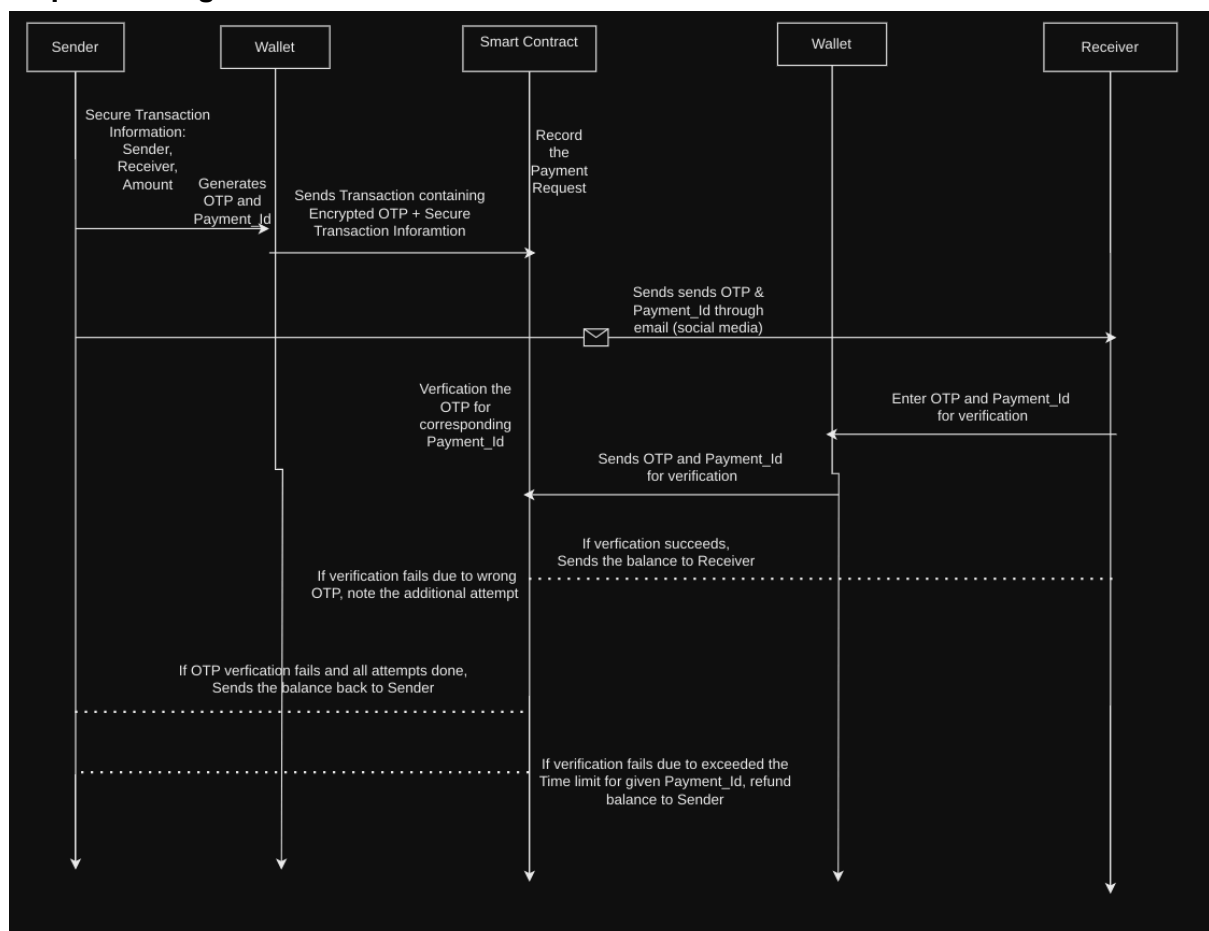 Sender
Wallet
Smart Contract
Wallet
Receiver
Secure Transaction
Information:
Sender,
Receiver,
Amount
Generates
OTP and
Payment_Id
Sends Transaction containing
Encrypted OTP + Secure
Transaction Inforamtion
Record
the
Payment
Request
Sends sends OTP &
Payment_Id through
email (social media)
Verfication the
OTP for
corresponding
Payment_Id
Enter OTP and Payment_Id
for verification
Sends OTP and Payment_Id
for verification
If verfication succeeds,
Sends the balance to Receiver
If verification fails due to wrong
OTP, note the additional attempt
If OTP verfication fails and all attempts done,
Sends the balance back to Sender
If verification fails due to exceeded the
Time limit for given Payment_Id, refund
balance to Sender